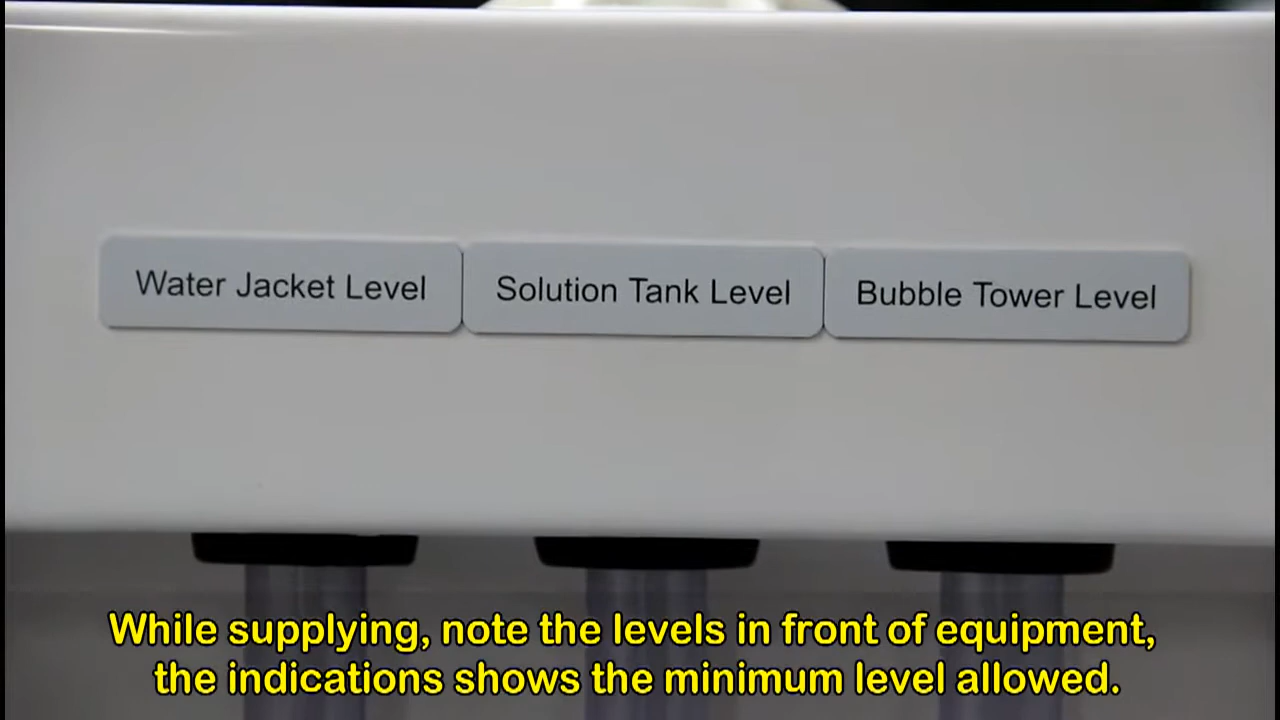 Water Jacket Level
Solution Tank Level
Bubble Tower Level
While supplying, note the levels in front of equipment,
the indications shows the minimum level allowed.